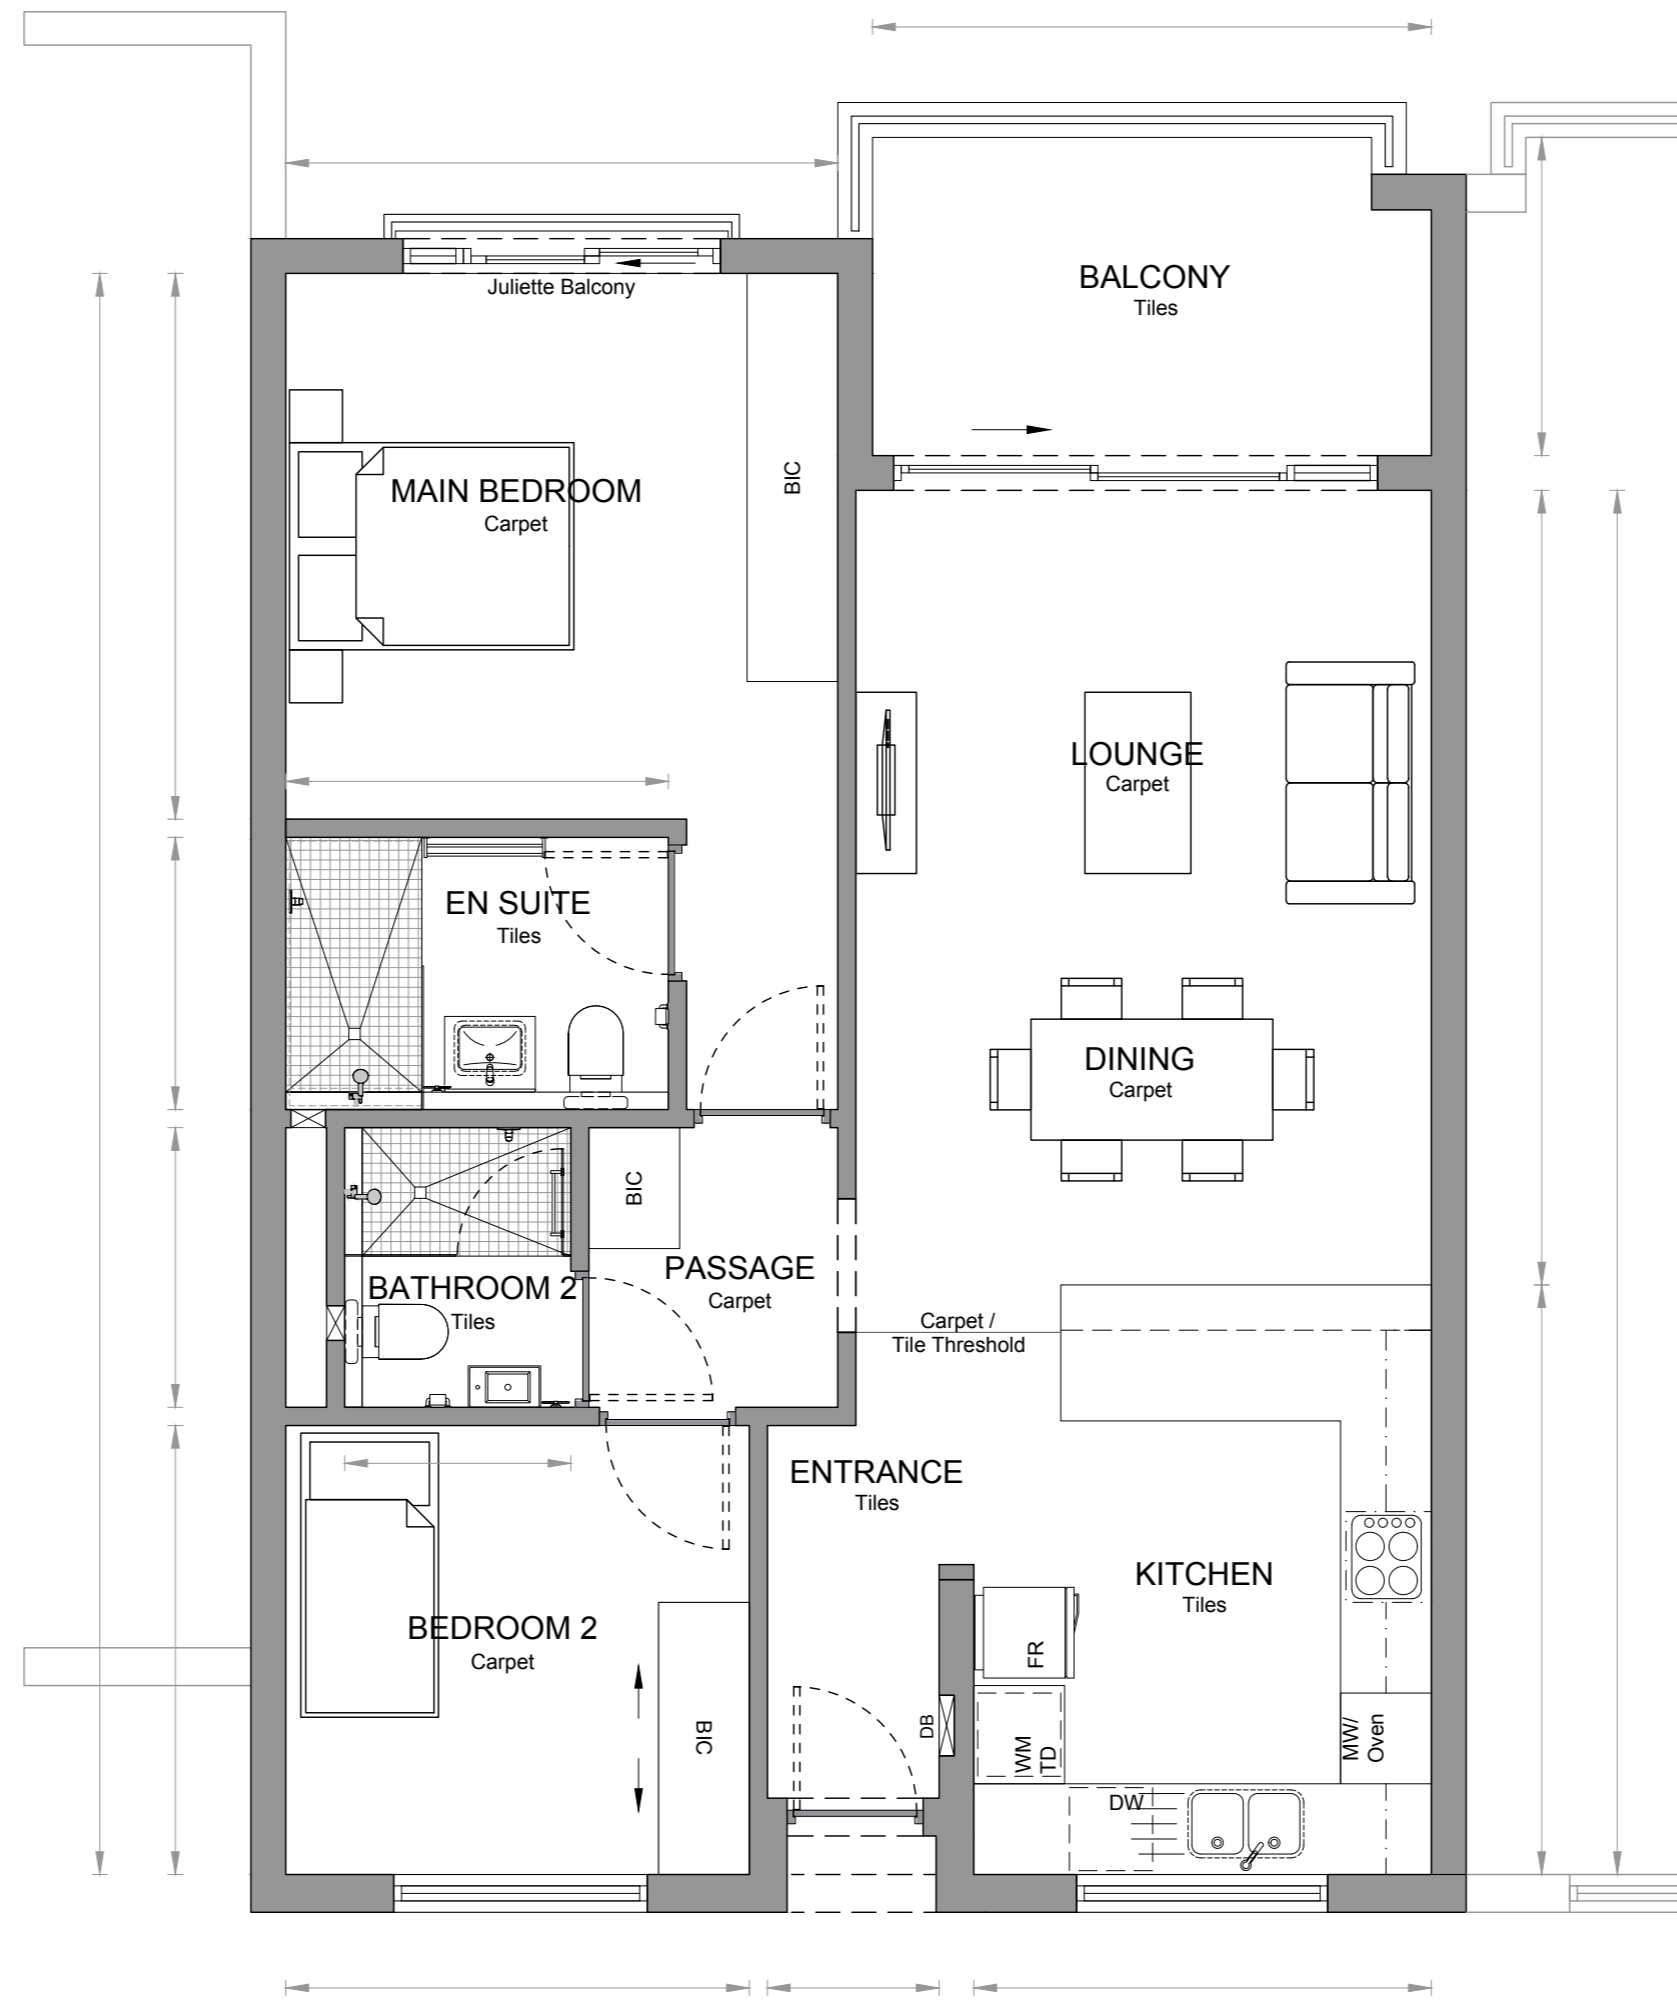 BALCONY
Tiles
Juliette Balcony
MAIN BEDROOM
Carpet
BIC
LOUNGE
Carpet
EN SUITE
Tiles
DINING
Carpet
BIC
PASSAGE
Carpet
BATHROOM 2
Tiles
Carpet /
Tile Threshold
ENTRANCE
Tiles
KITCHEN
Tiles
BEDROOM 2
Carpet
BIC
FR
DB
WM
TD
MW/
Oven
DW